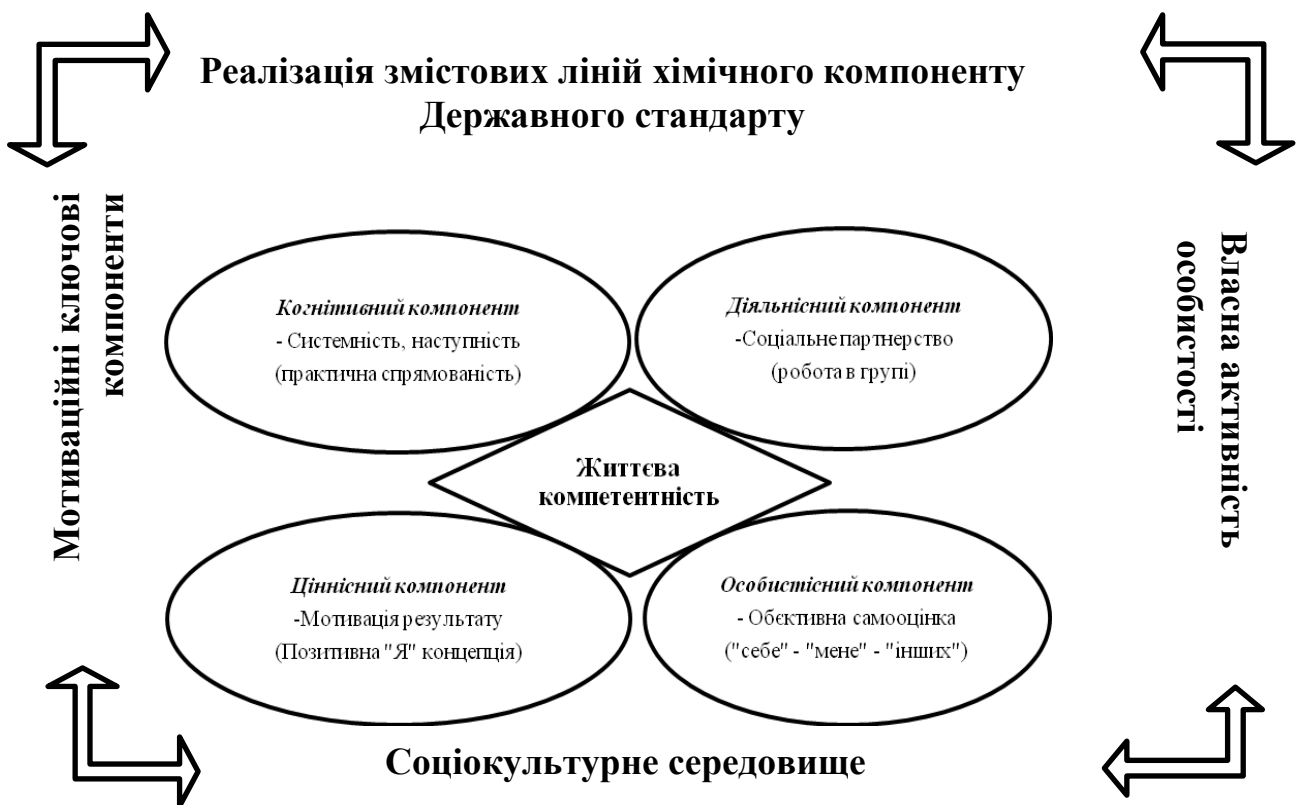 Реалізація змістових ліній хімічного компоненту
Державного стандарту
Мотиваційні ключові
компоненти
Когнітивний компонент
- Системність, наступність
(практична спрямованість)
Діяльнісний компонент
-Соціальне партнерство
(робота в групі)
Власна активність
особистості
Життєва
компетентність
Ціннісний компонент
-Мотивація результату
(Позитивна "Я" концепція)
Особистісний компонент
- Обєктивна самооцінка
("себе" - "мене" - "інших")
Соціокультурне середовище